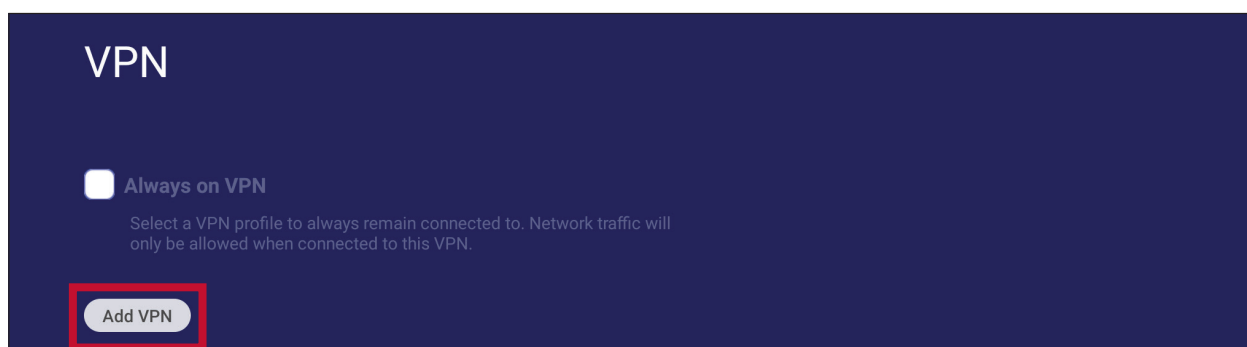 VPN
Always on VPN
Select a VPN profile to always remain connected to. Network traffic will
only be allowed when connected to this VPN.
Add VPN